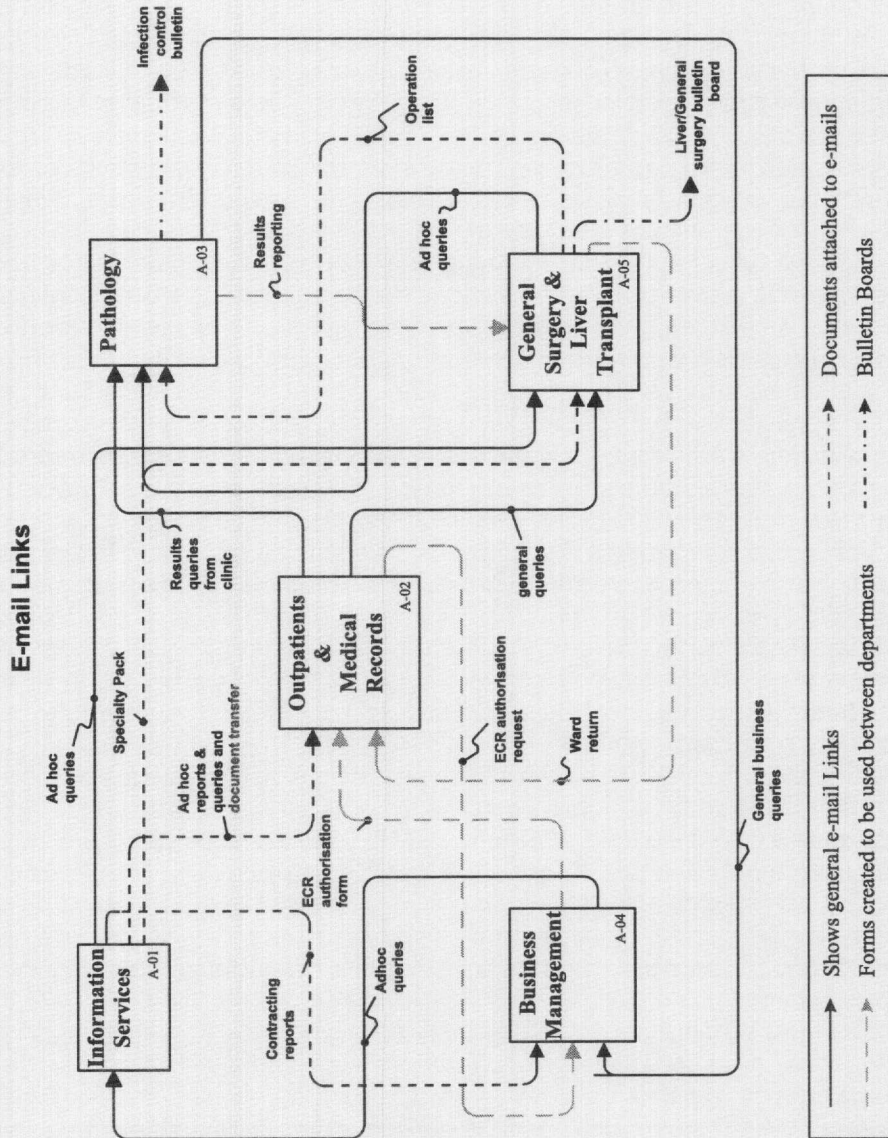 E-mail Links
Information
Services
A-01
Outpatients
&
Medical
Records
A-02
Pathology
A-03
Business
Management
A-04
General
Surgery &
Liver
Transplant
A-05
Ad hoc
queries
Specialty Pack
Ad hoc
reports &
queries and
document transfer
ECR
authorisation
form
Contracting
reports
Adhoc
queries
Results
queries
from
clinic
general
queries
ECR authorisation
request
Ward
return
General business
queries
Infection
control
bulletin
Results
reporting
Operation
list
Ad hoc
queries
Liver/General
surgery bulletin
board
Shows general e-mail Links
Documents attached to e-mails
Forms created to be used between departments
Bulletin Boards